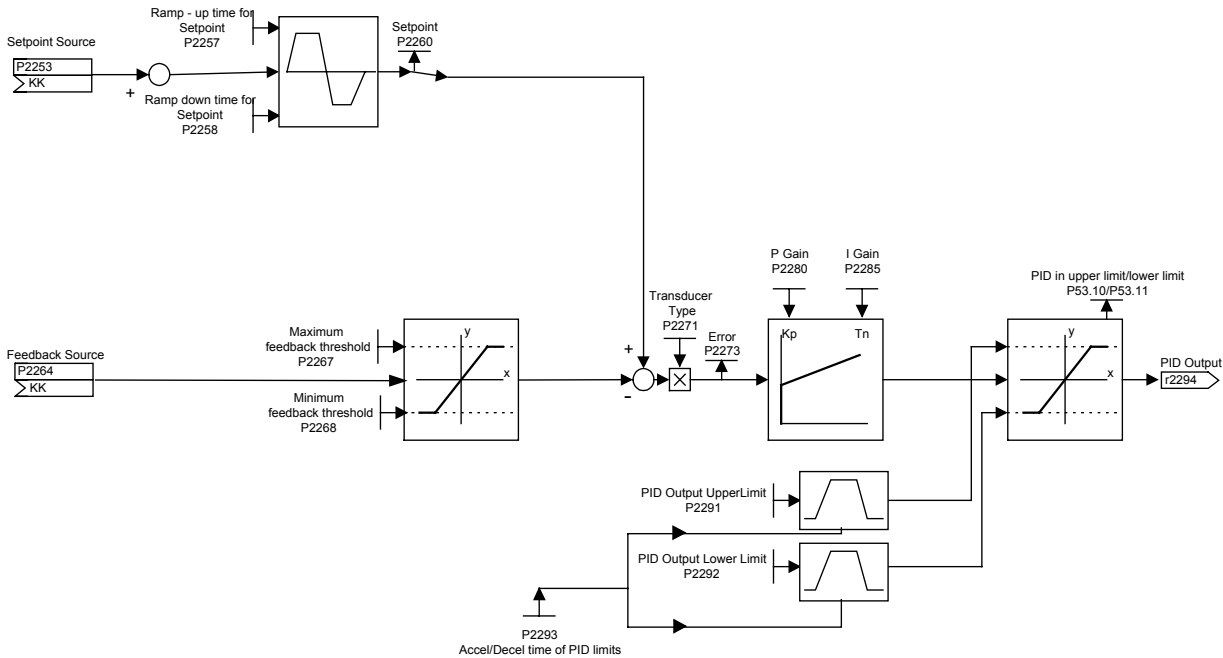 Ramp - up time for
Setpoint
P2257
Setpoint
P2260
Setpoint Source
P2253
KK
+
Ramp down time for
Setpoint
P2258
P Gain
P2280
I Gain
P2285
PID in upper limit/lower limit
P53.10/P53.11
Transducer
Type
P2271
Error
P2273
Maximum
feedback threshold
P2267
Feedback Source
P2264
KK
Minimum
feedback threshold
P2268
y
x
+
-
Kp
Tn
y
x
PID Output
r2294
PID Output UpperLimit
P2291
PID Output Lower Limit
P2292
P2293
Accel/Decel time of PID limits